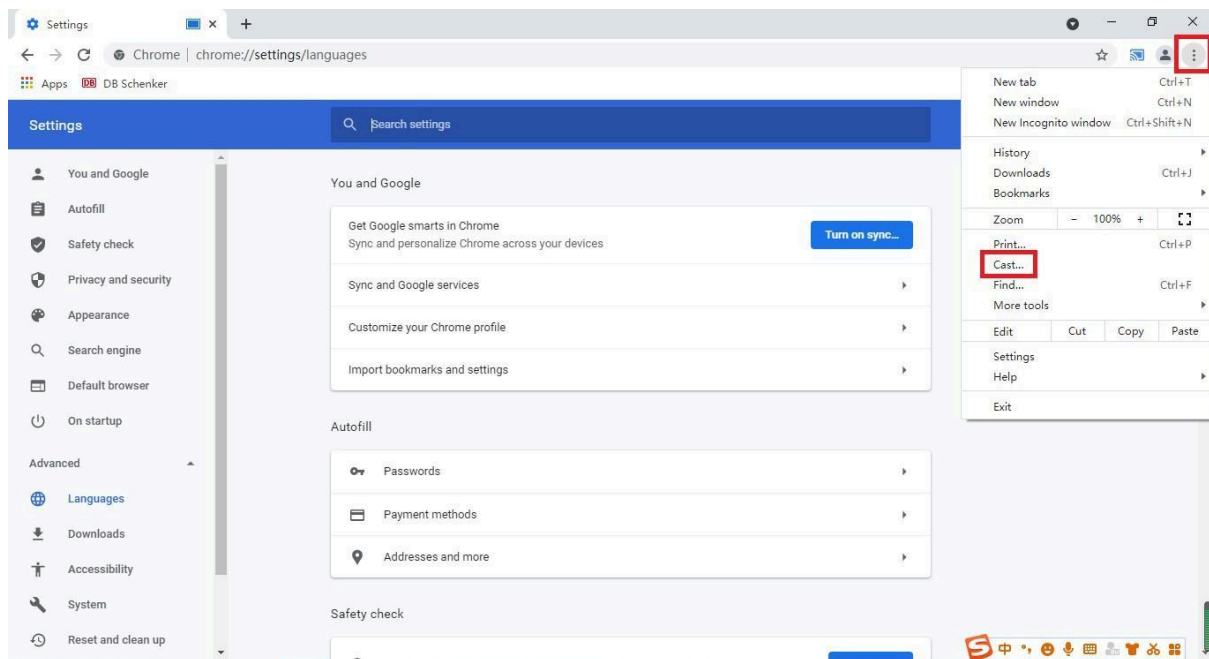 Settings
Chrome | chrome://settings/languages
Apps DB DB Schenker
Settings
Search settings
You and Google
Autofill
Safety check
Privacy and security
Appearance
Search engine
Default browser
On startup
Advanced
Languages
Downloads
Accessibility
System
Reset and clean up
You and Google
Get Google smarts in Chrome
Sync and personalize Chrome across your devices
Turn on sync...
Sync and Google services
Customize your Chrome profile
Import bookmarks and settings
Autofill
Passwords
Payment methods
Addresses and more
Safety check
New tab Ctrl+T
New window Ctrl+N
New Incognito window Ctrl+Shift+N
History
Downloads Ctrl+J
Bookmarks
Zoom - 100% +
Print... Ctrl+P
Cast...
Find... Ctrl+F
More tools
Edit Cut Copy Paste
Settings
Help
Exit
S 中